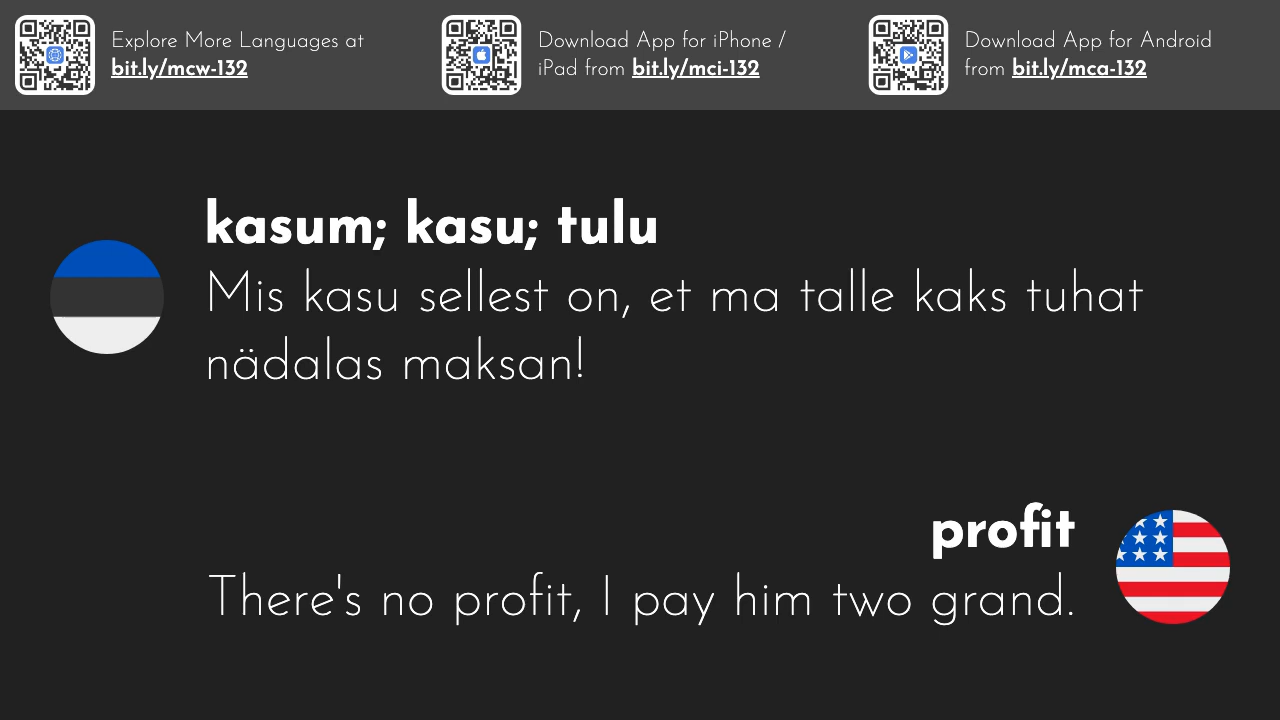 Explore More Languages at
bit.ly/mcw-132
Download App for iPhone /
iPad from bit.ly/mci-132
Download App for Android
from bit.ly/mca-132
kasum; kasu; tulu
Mis kasu sellest on, et ma talle kaks tuhat
nädalas maksan!
profit
There's no profit, I pay him two grand.